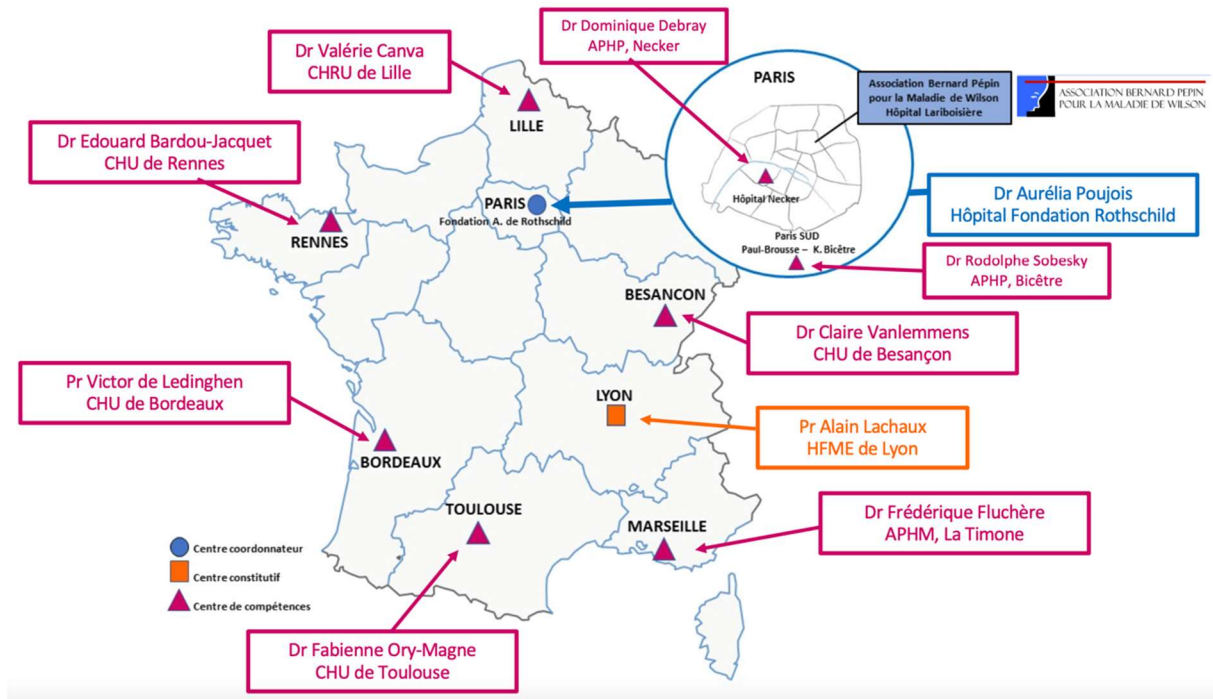 Dr Dominique Debray
APHP, Necker
Dr Valérie Canva
CHRU de Lille
LILLE
PARIS
Association Bernard Pépin
pour la Maladie de Wilson
Hôpital Lariboisière
ASSOCIATION BERNARD PEPIN
POUR LA MALADIE DE WILSON
Dr Edouard Bardou-Jacquet
CHU de Rennes
RENNES
PARIS
Fondation A. de Rothschild
Hôpital Necker
Dr Aurélia Poujois
Hôpital Fondation Rothschild
Paris SUD
Paul-Brousse – K. Bicêtre
Dr Rodolphe Sobesky
APHP, Bicêtre
BESANCON
Dr Claire Vanlemmens
CHU de Besançon
Pr Victor de Ledinghen
CHU de Bordeaux
BORDEAUX
LYON
Pr Alain Lachaux
HFME de Lyon
TOULOUSE
MARSEILLE
Dr Frédérique Fluchère
APHM, La Timone
Centre coordonnateur
Centre constitutif
Centre de compétences
Dr Fabienne Ory-Magne
CHU de Toulouse